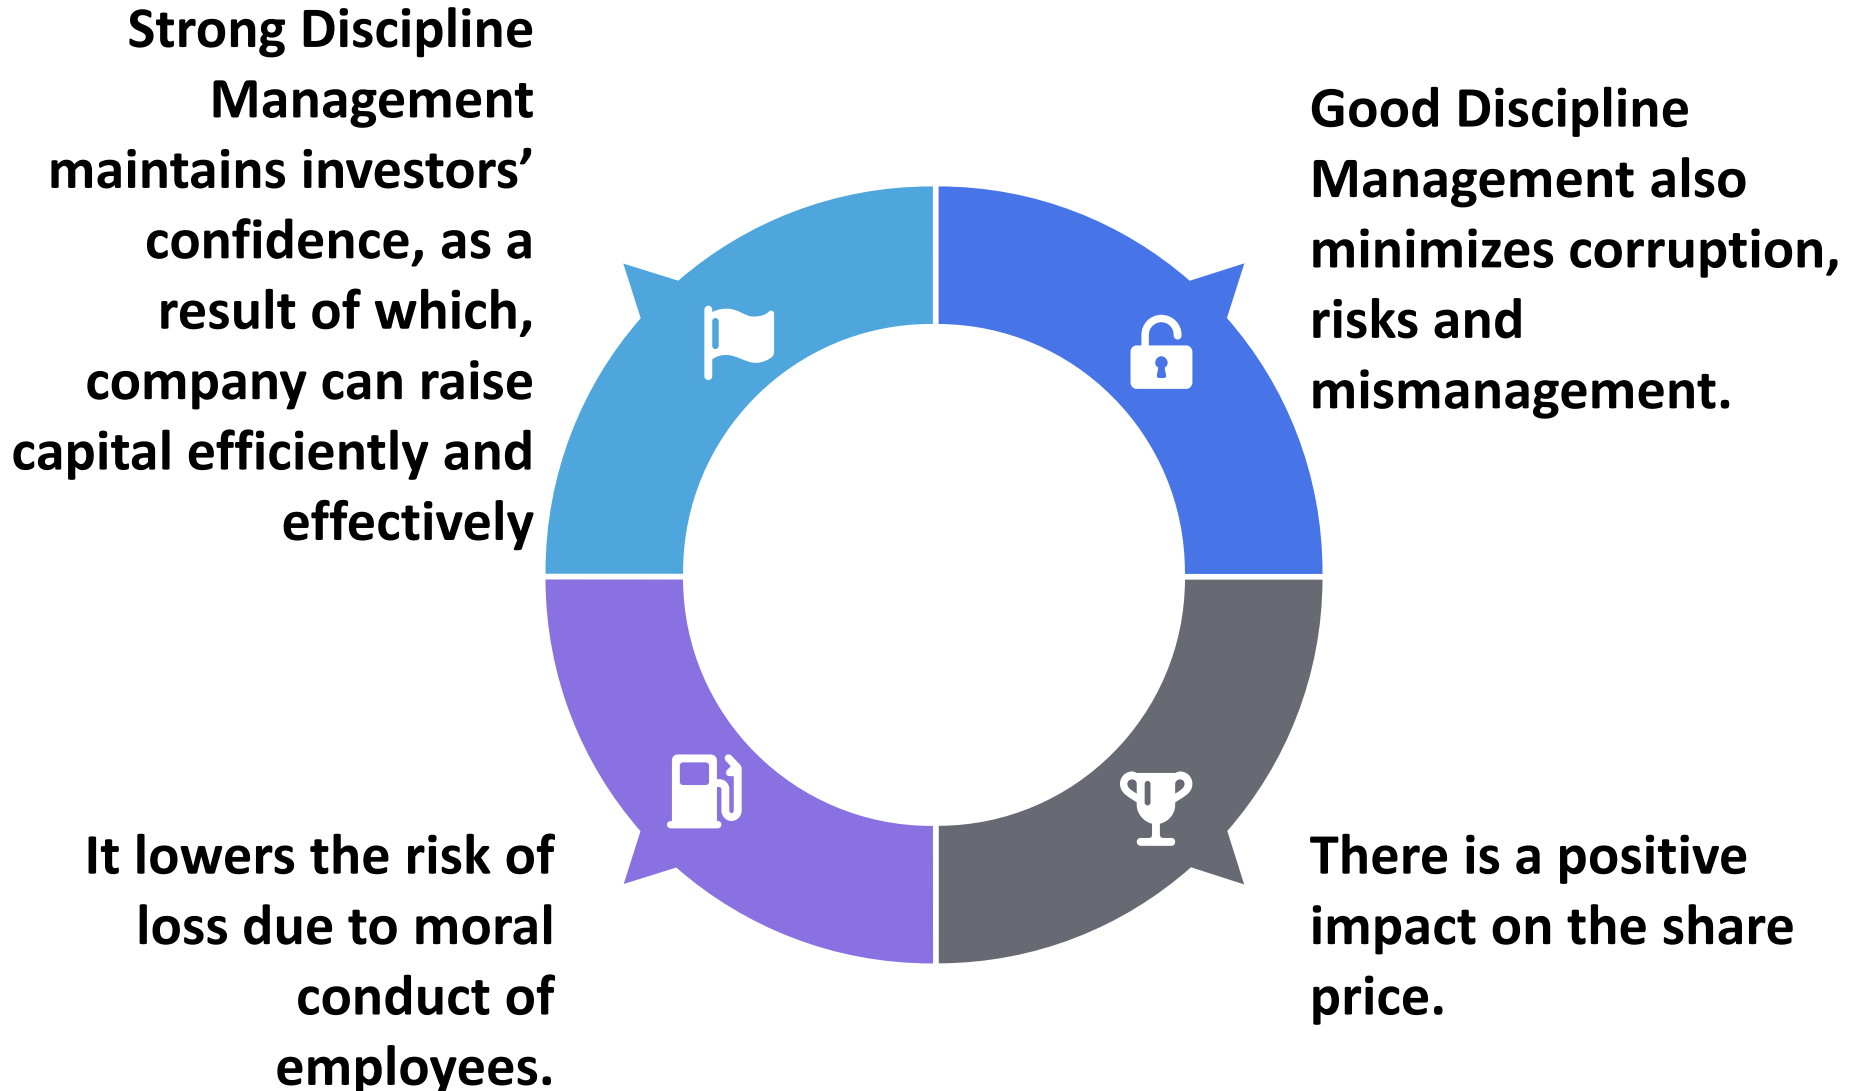 Strong Discipline
Management
maintains investors’
confidence, as a
result of which,
company can raise
capital efficiently and
effectively
Good Discipline
Management also
minimizes corruption,
risks and
mismanagement.
It lowers the risk of
loss due to moral
conduct of
employees.
There is a positive
impact on the share
price.